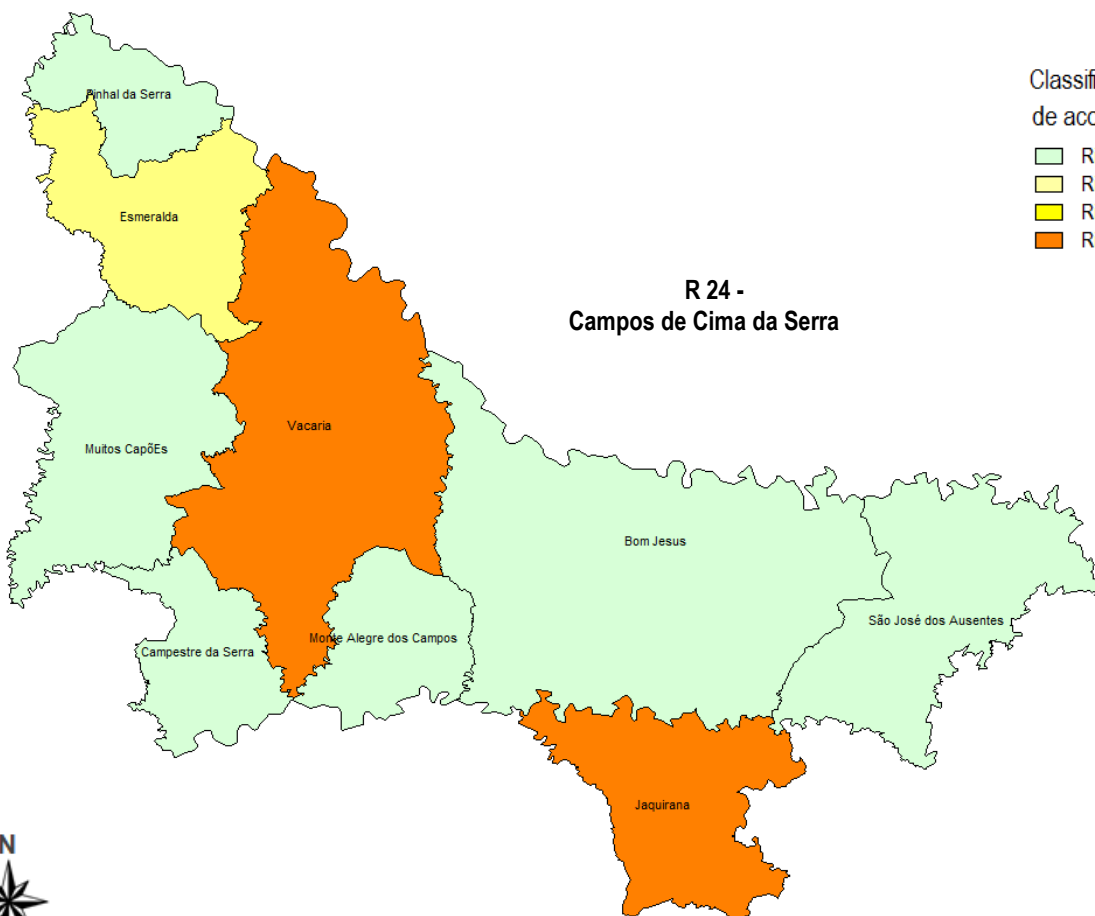 Pinhal da Serra
Classifi
de aco
R
R
R
R
Esmeralda
R 24 -
Campos de Cima da Serra
Vacaria
Muitos CapõEs
Bom Jesus
São José dos Ausentes
Monte Alegre dos Campos
Campestre da Serra
Jaquirana
N